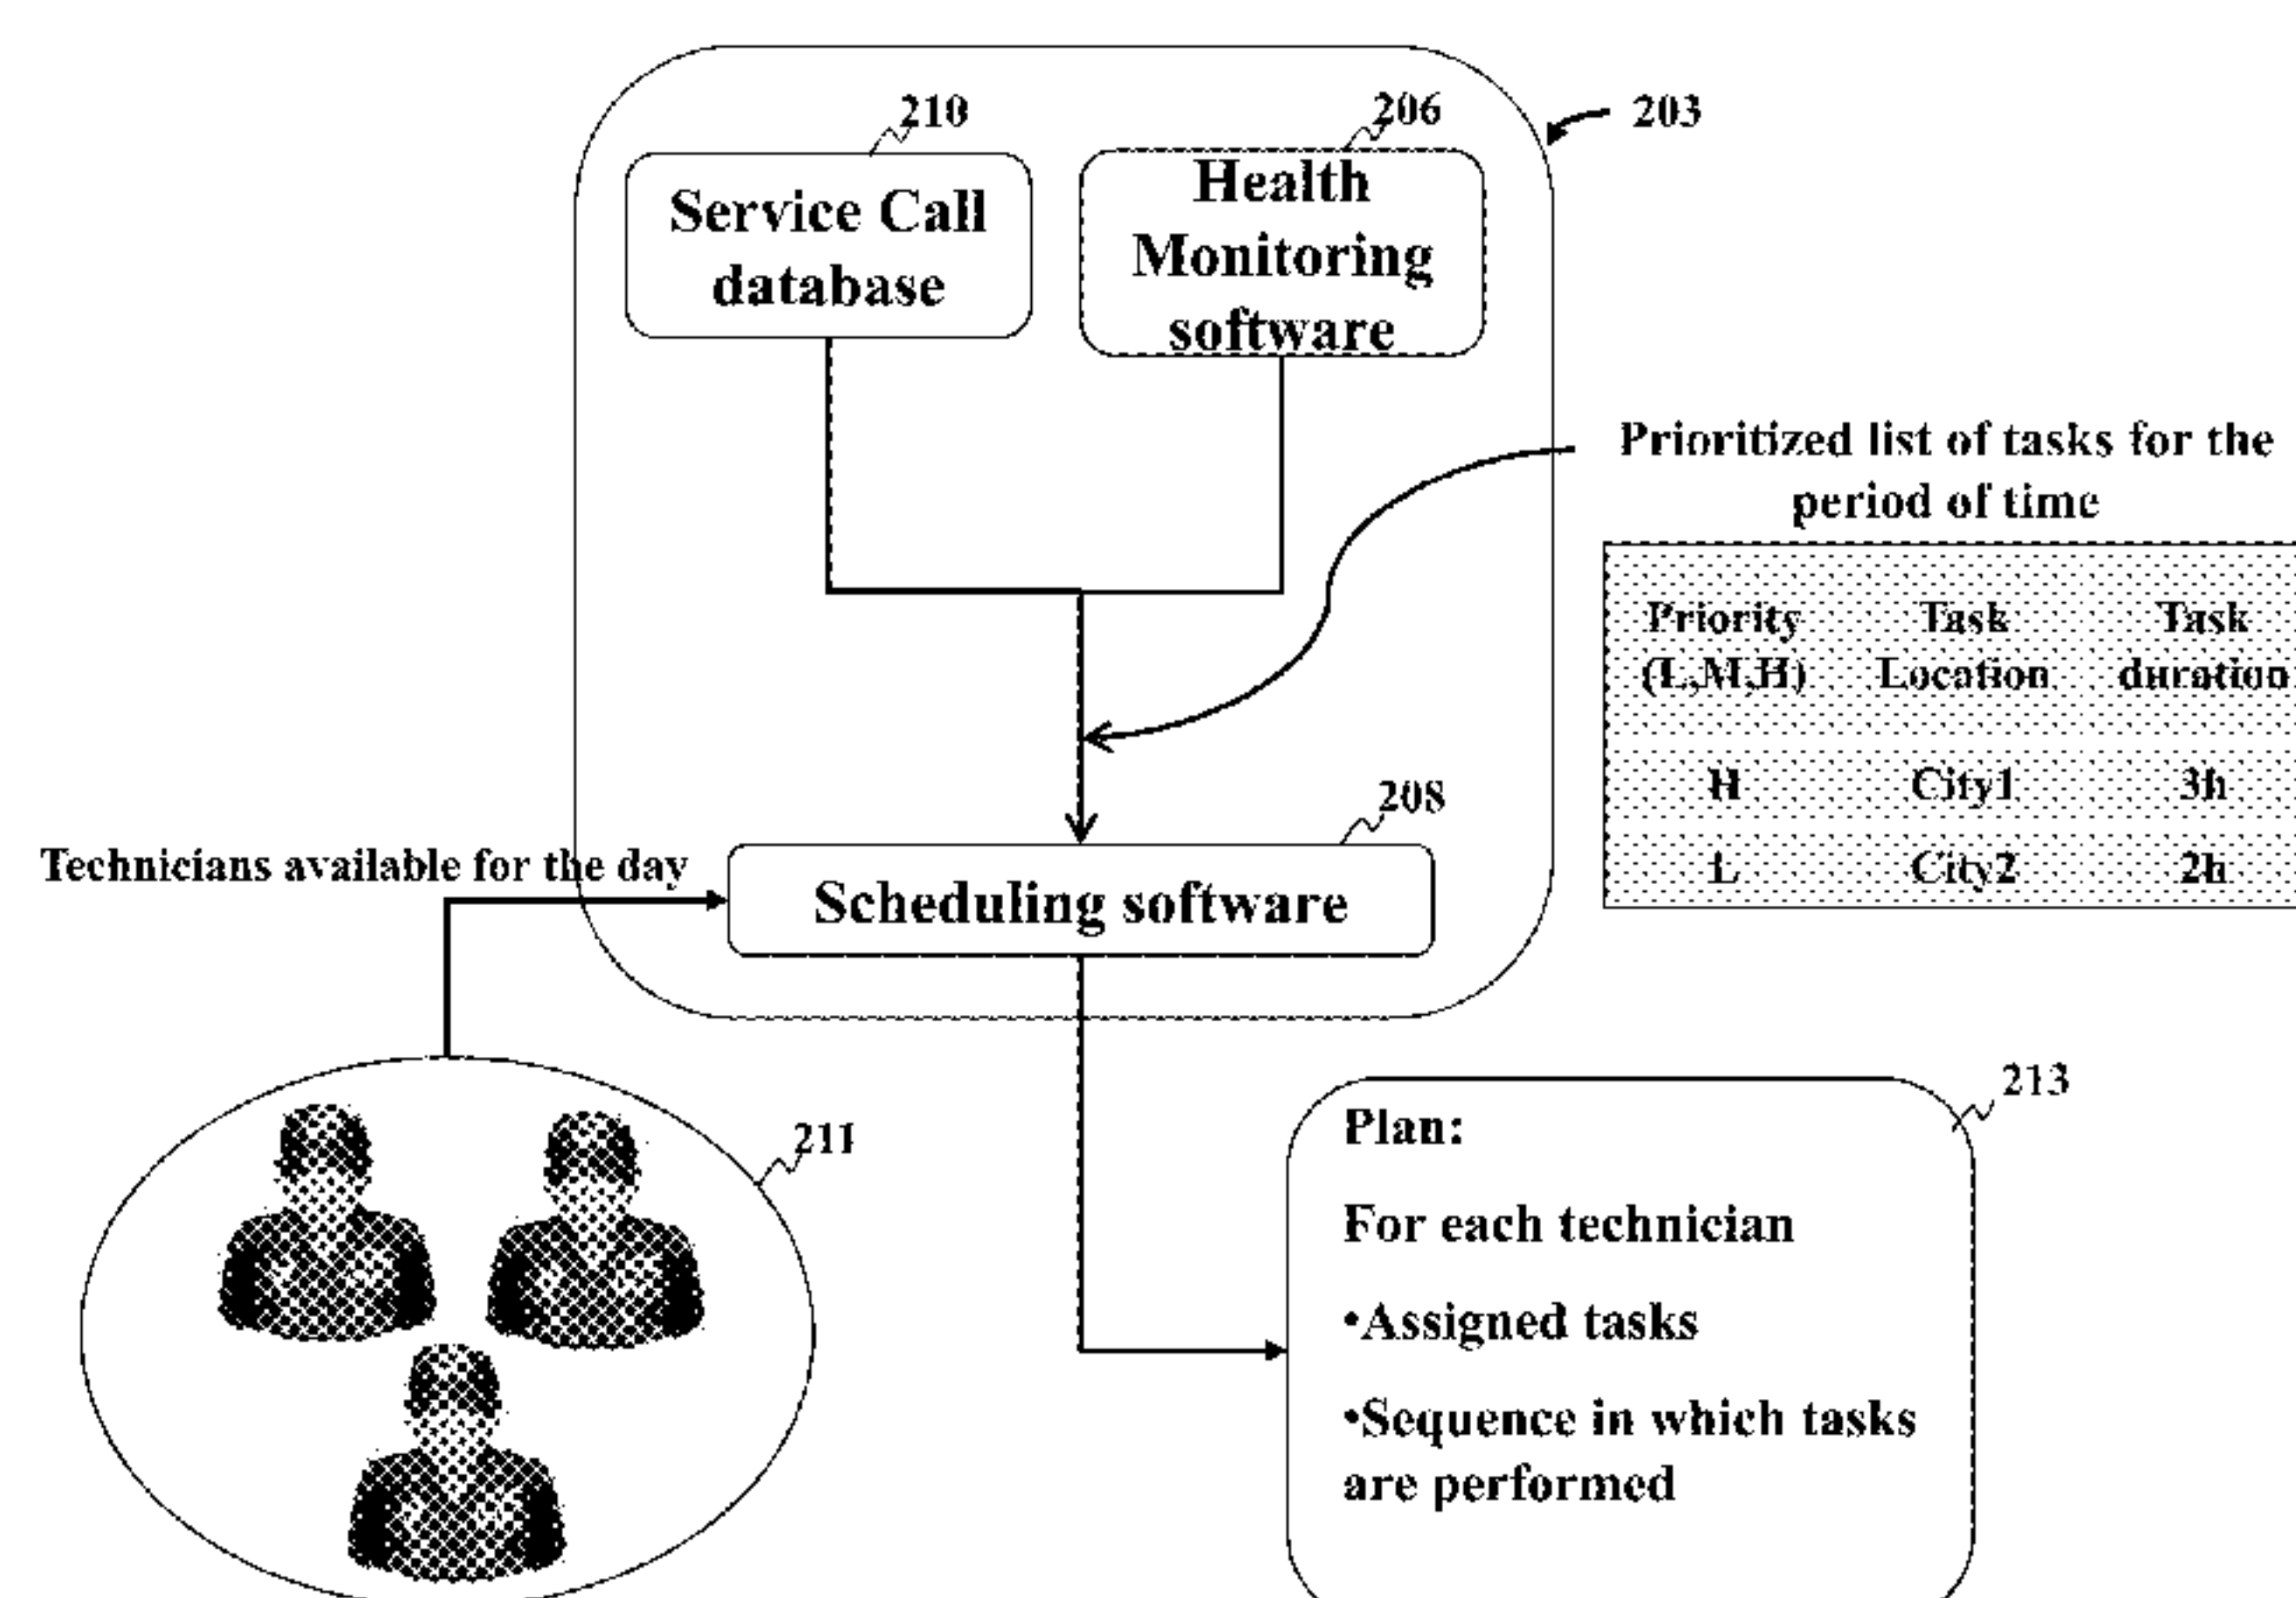 210
206
203
Service Call
database
Health
Monitoring
software
Prioritized list of tasks for the
period of time
Priority Task Task
(L,M,H) Location duration
H City1 3h
L City2 2h
208
Technicians available for the day
Scheduling software
211
213
Plan:
For each technician
•Assigned tasks
•Sequence in which tasks
are performed